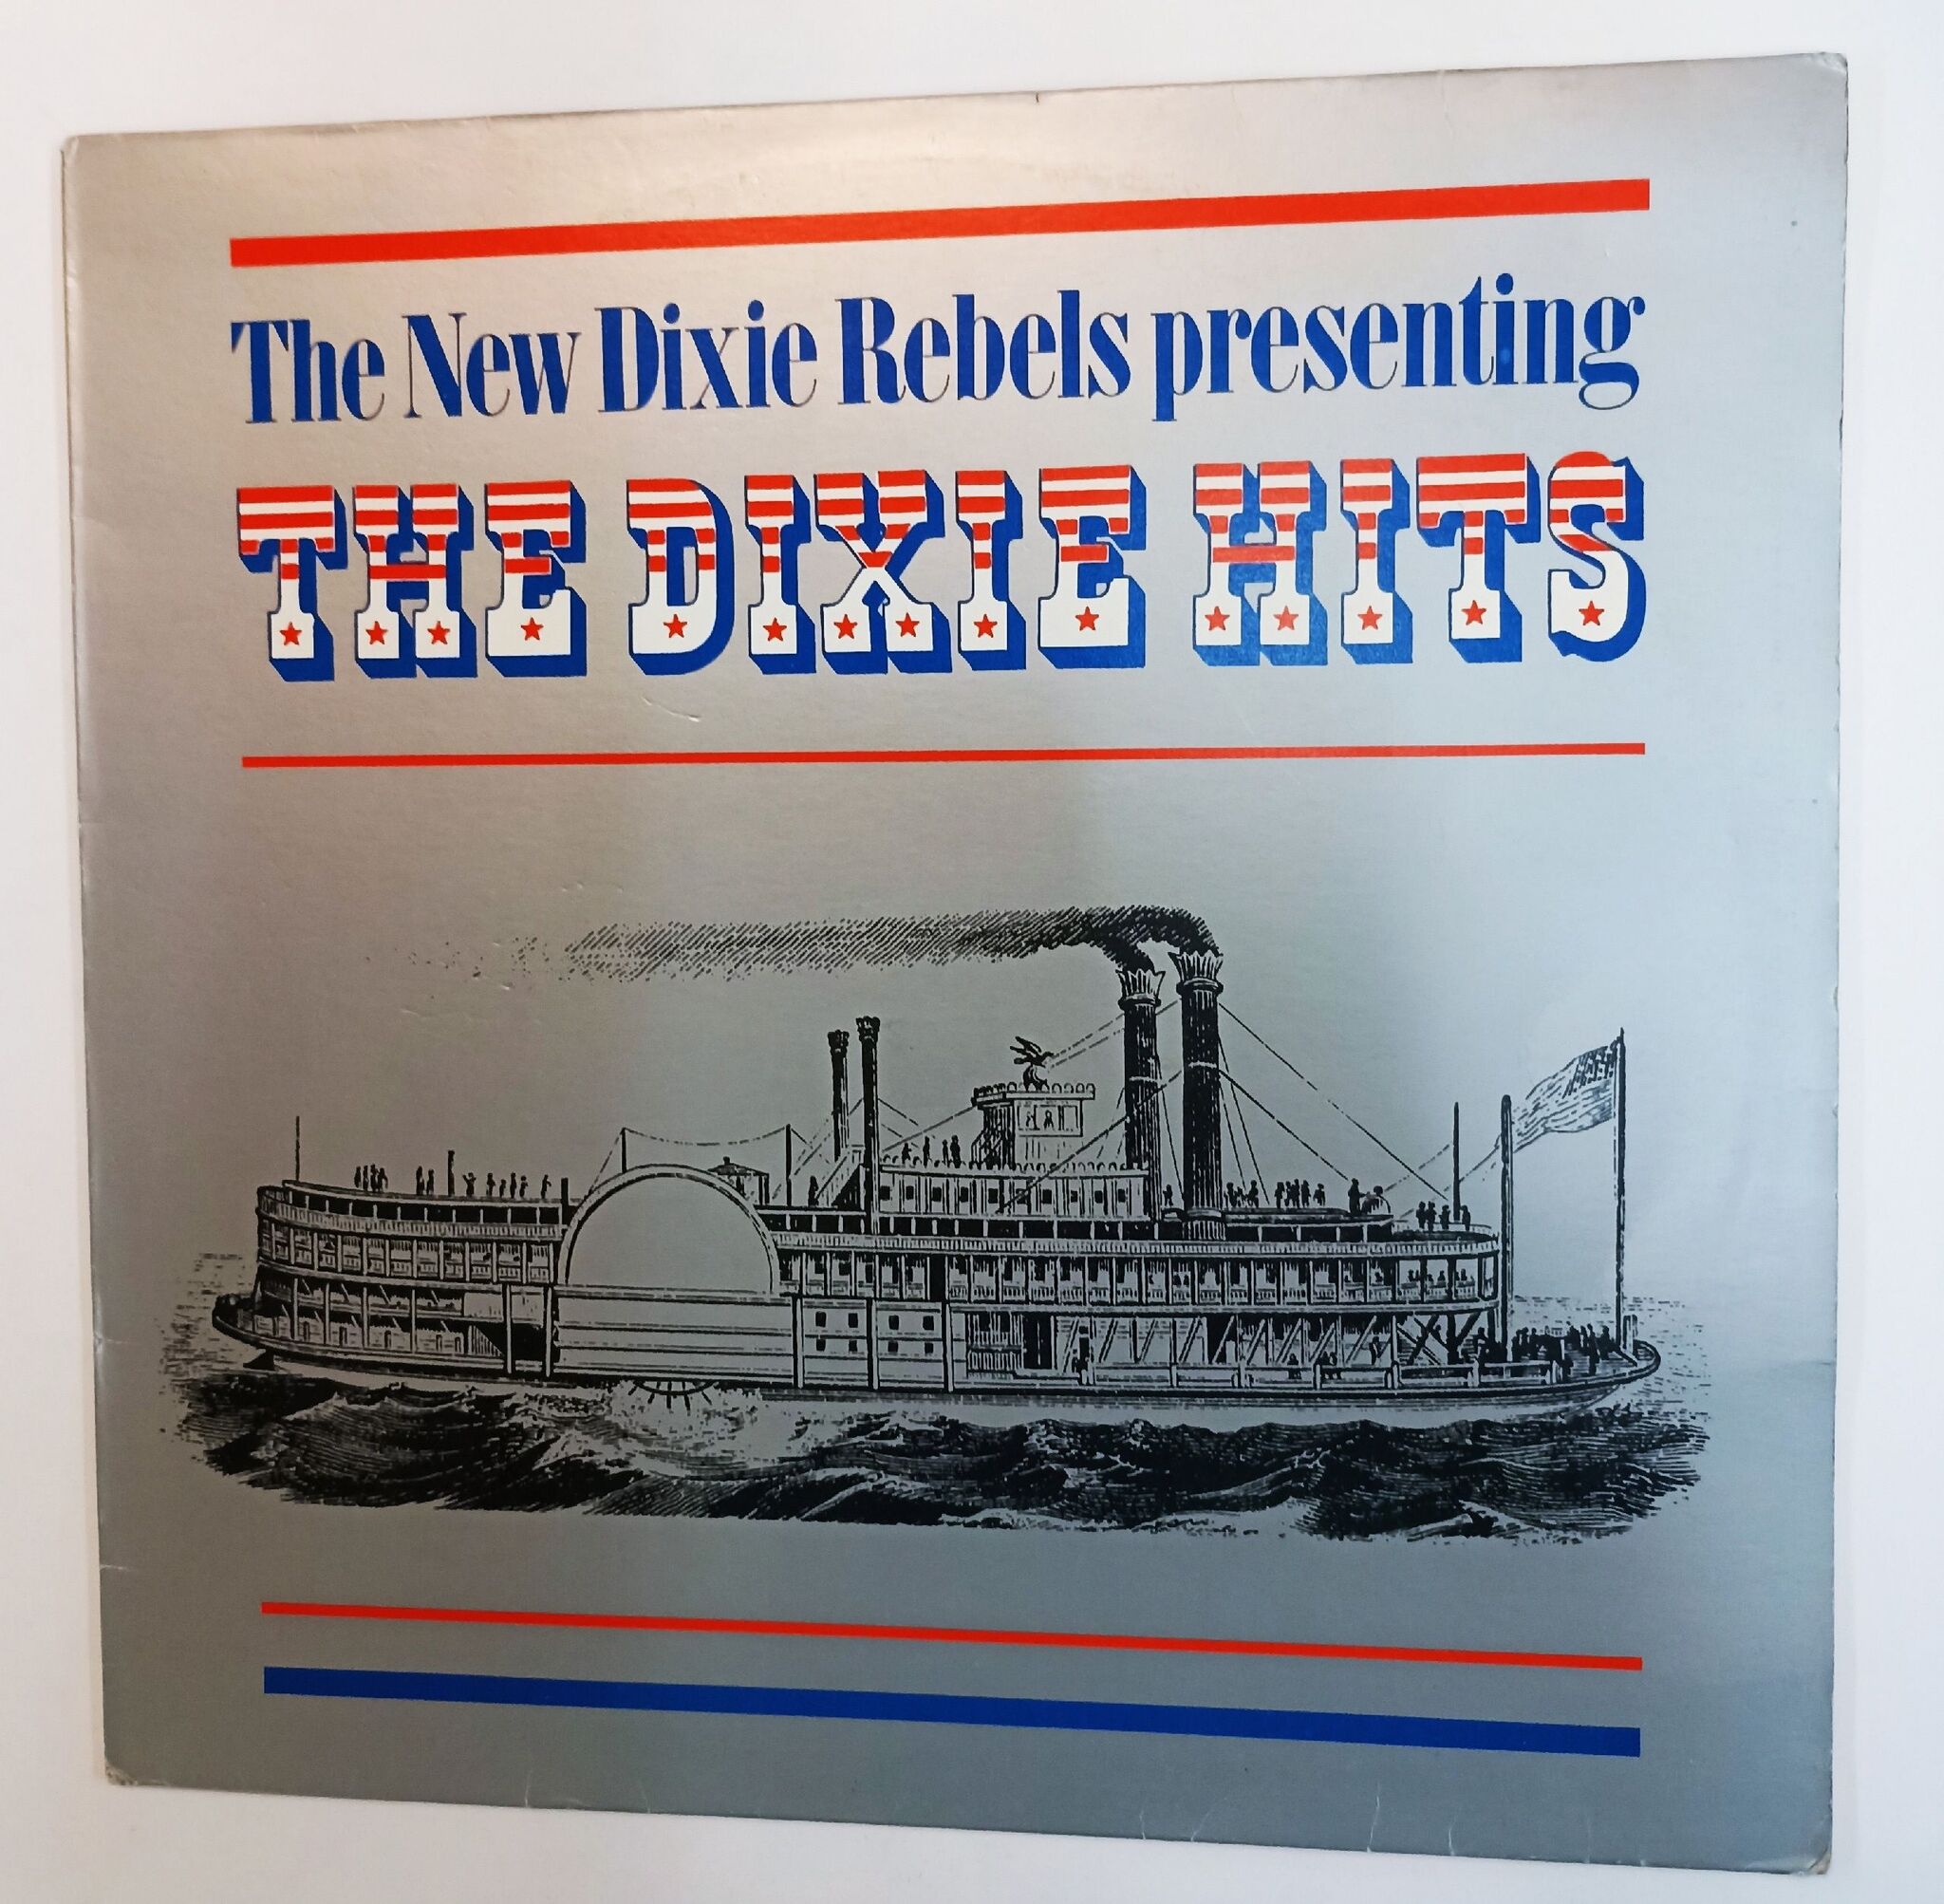 The New Dixie Rebels presenting
THE DIXIE HITS